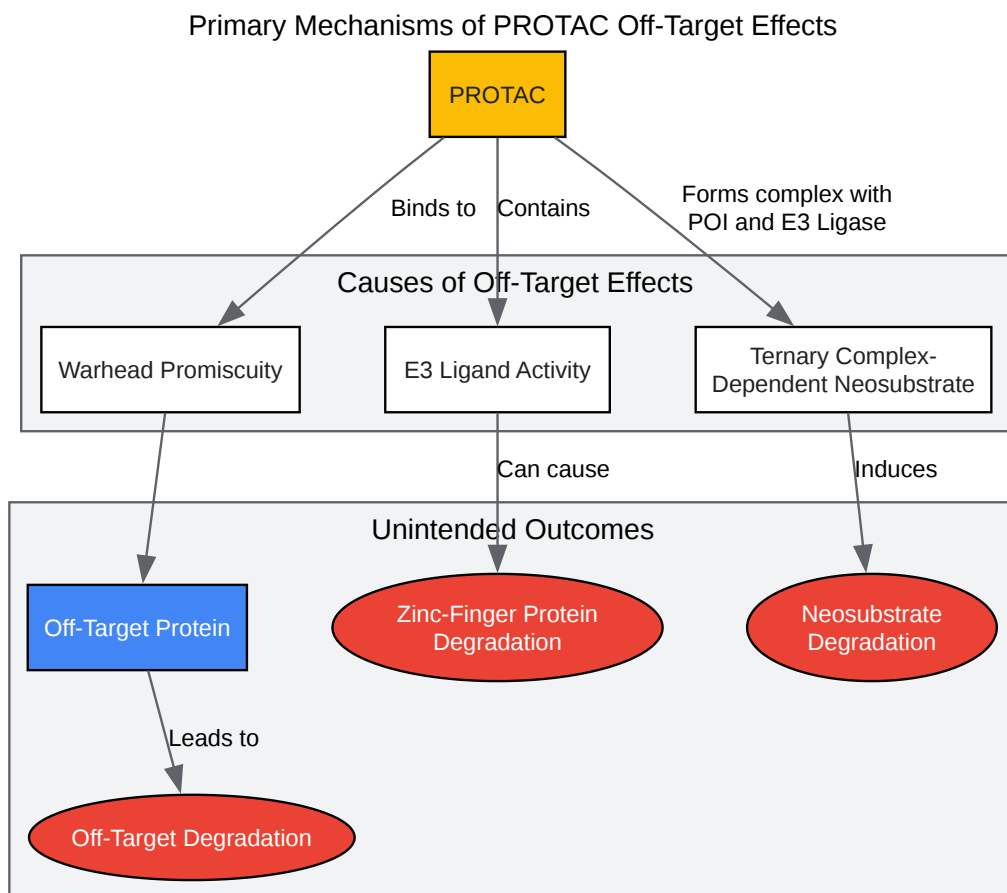 Primary Mechanisms of PROTAC Off-Target Effects
PROTAC
Binds to
Contains
Forms complex with
POI and E3 Ligase
Causes of Off-Target Effects
Warhead Promiscuity
E3 Ligand Activity
Ternary Complex-
Dependent Neosubstrate
Can cause
Induces
Unintended Outcomes
Off-Target Protein
Zinc-Finger Protein
Degradation
Neosubstrate
Degradation
Leads to
Off-Target Degradation